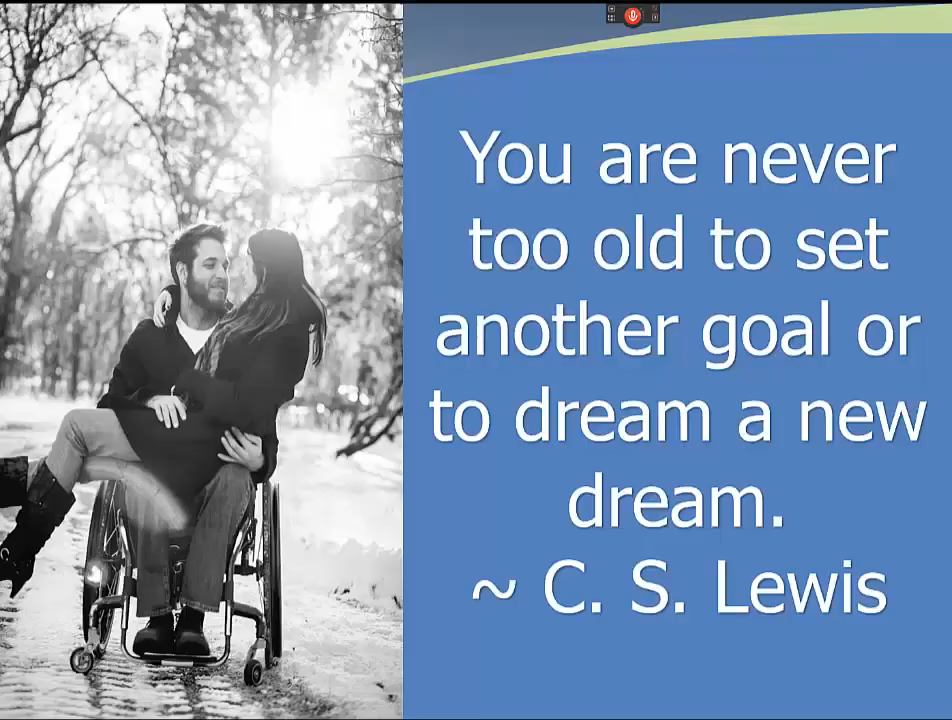 You are never
too old to set
another goal or
to dream a new
dream.
~ C. S. Lewis